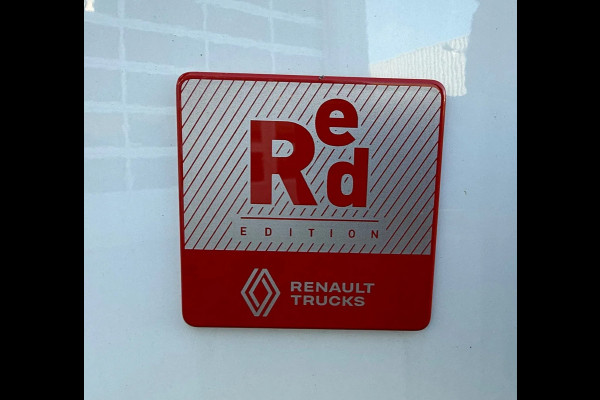 Red
EDITION
RENAULT
TRUCKS